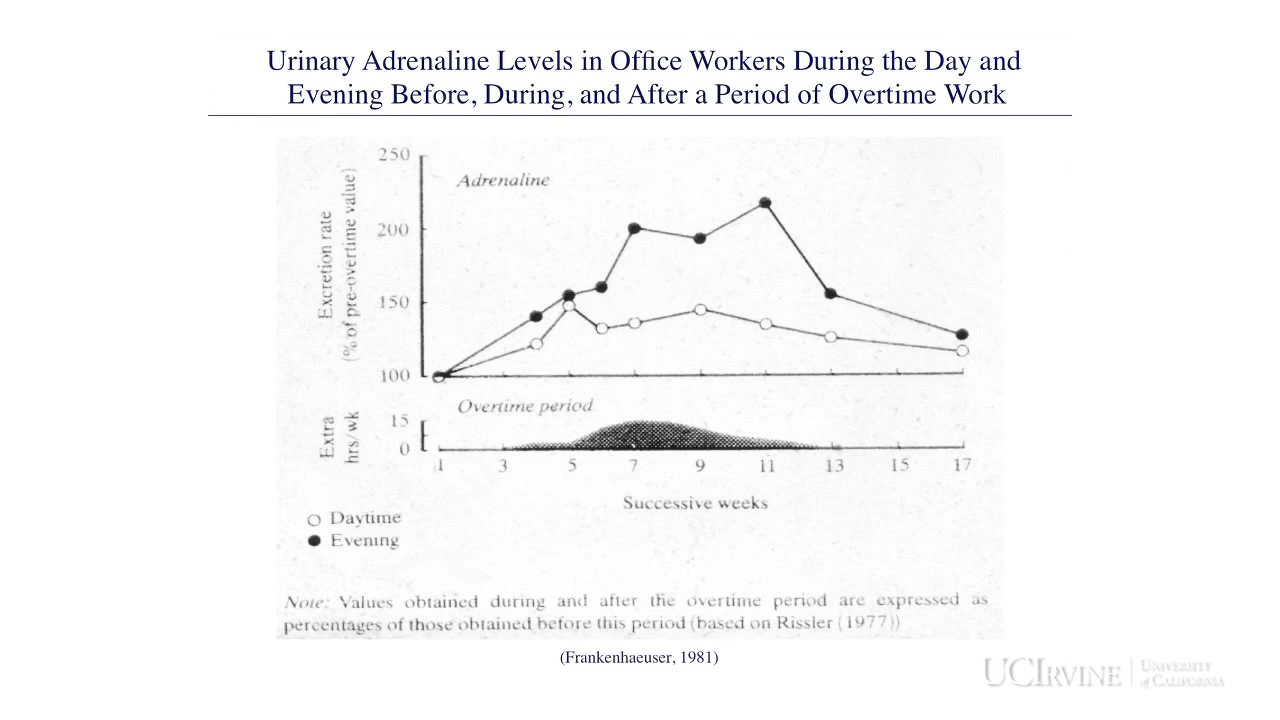 Urinary Adrenaline Levels in Office Workers During the Day and
Evening Before, During, and After a Period of Overtime Work
250
Adrenaline
200
150
100
Excretion rate
(% of pre-overtime value)
Overtime period
15
0
Extra
hrs/wk
1 3 5 7 9 11 13 15 17
Successive weeks
Daytime
Evening
Note: Values obtained during and after the overtime period are expressed as
percentages of those obtained before this period (based on Rissler (1977))
(Frankenhaeuser, 1981)
UCIRVINE UNIVERSITY
of CALIFORNIA